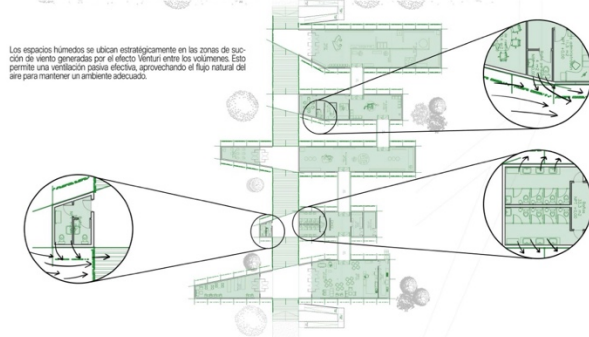 Los espacios húmedos se ubican estratégicamente en las zonas de suc-
ción de viento generadas por el efecto Venturi entre los volúmenes. Esto
permite una ventilación pasiva efectiva, aprovechando el flujo natural del
aire para mantener un ambiente adecuado.